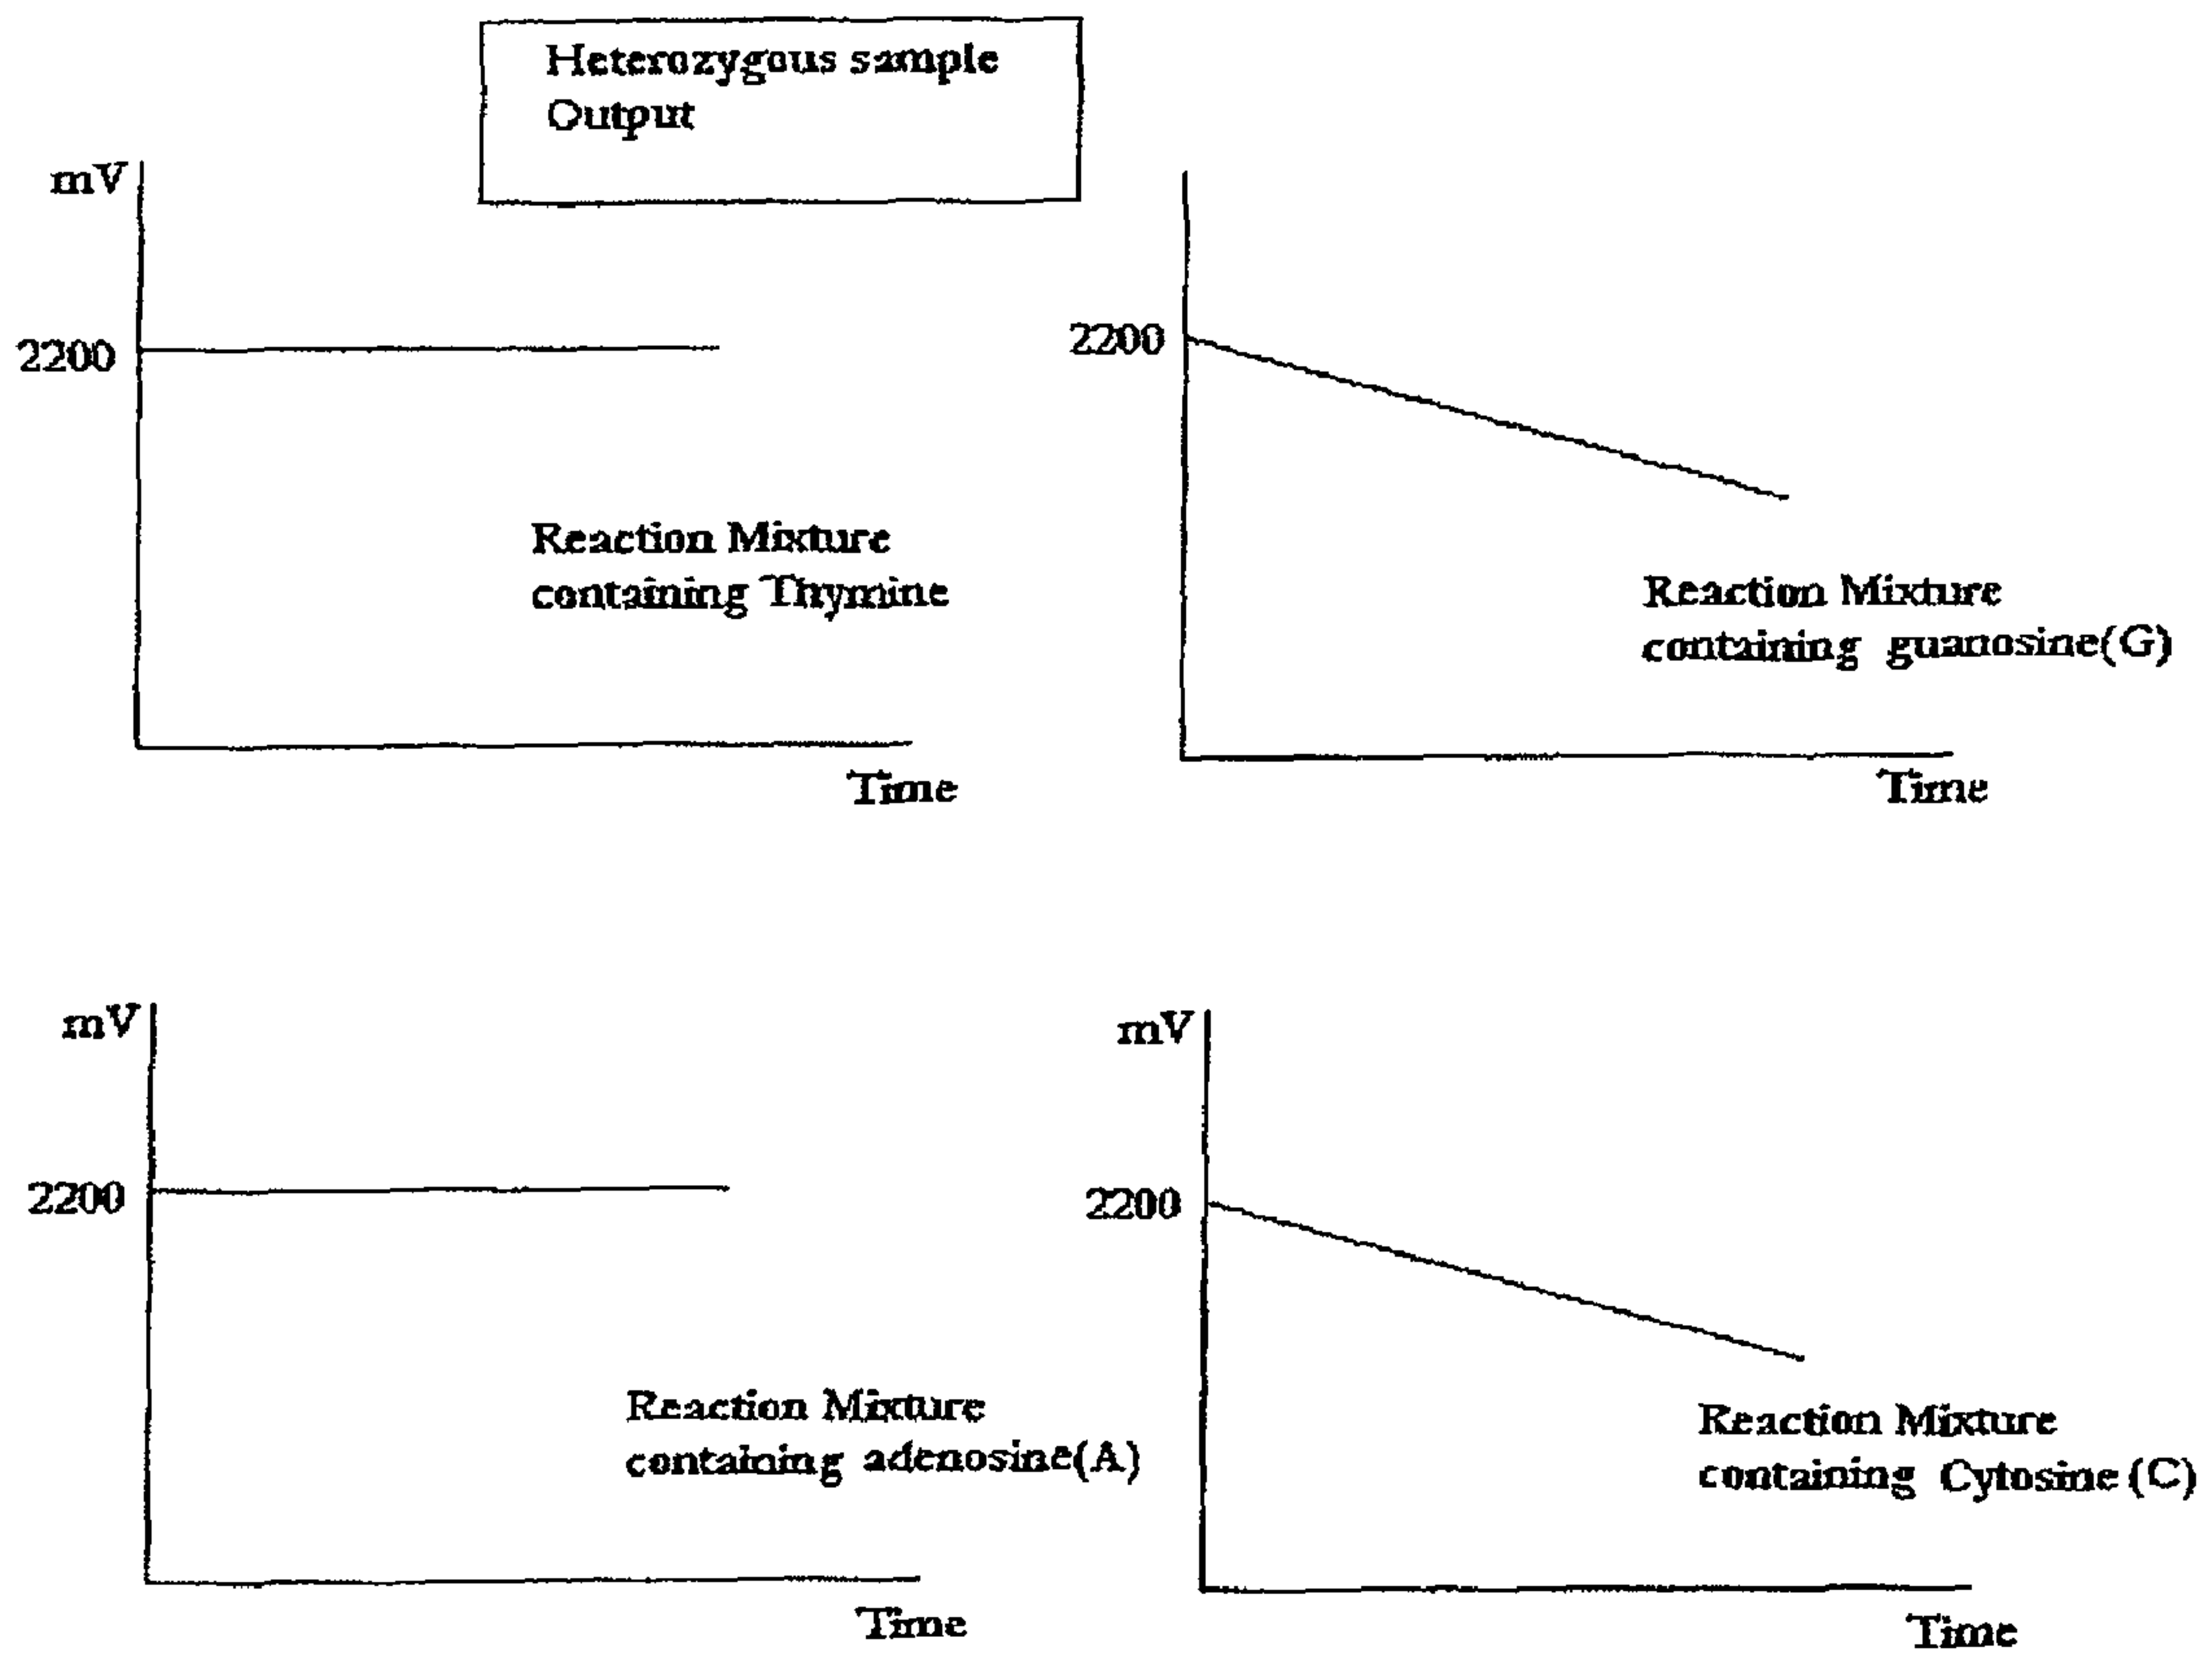 Heterozygous sample
Output
mV
2200
Reaction Mixture
containing Thymine
Time
2200
Reaction Mixture
containing guanosine(G)
Time
mV
2200
Reaction Mixture
containing adenosine(A)
Time
mV
2200
Reaction Mixture
containing Cytosine (C)
Time